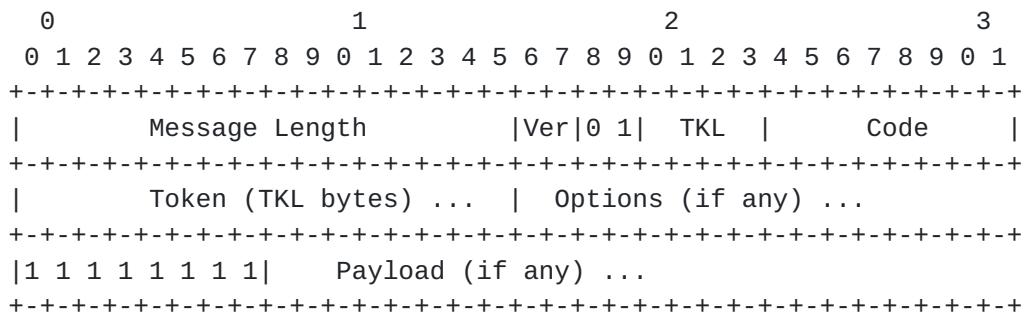 0                   1                   2                   3
 0 1 2 3 4 5 6 7 8 9 0 1 2 3 4 5 6 7 8 9 0 1 2 3 4 5 6 7 8 9 0 1
+-+-+-+-+-+-+-+-+-+-+-+-+-+-+-+-+-+-+-+-+-+-+-+-+-+-+-+-+-+-+-+-+
|        Message Length         |Ver|0 1|  TKL  |      Code     |
+-+-+-+-+-+-+-+-+-+-+-+-+-+-+-+-+-+-+-+-+-+-+-+-+-+-+-+-+-+-+-+-+
|        Token (TKL bytes) ...  |  Options (if any) ...
+-+-+-+-+-+-+-+-+-+-+-+-+-+-+-+-+-+-+-+-+-+-+-+-+-+-+-+-+-+-+-+-+
|1 1 1 1 1 1 1 1|    Payload (if any) ...
+-+-+-+-+-+-+-+-+-+-+-+-+-+-+-+-+-+-+-+-+-+-+-+-+-+-+-+-+-+-+-+-+